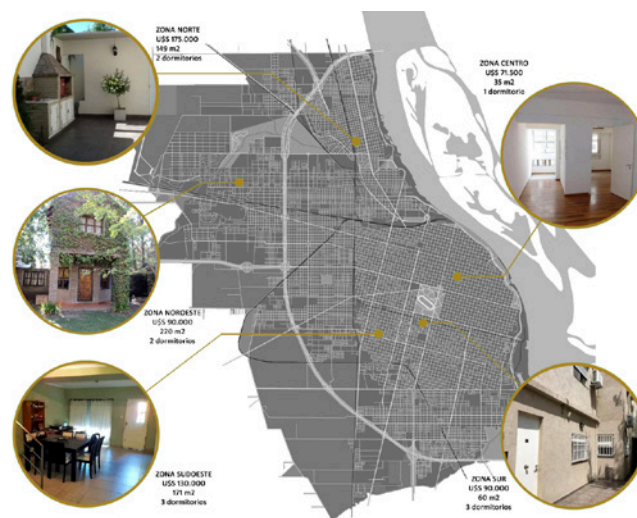 ZONA NORTE
U$S 175.000
149 m2
2 dormitorios
ZONA CENTRO
U$S 71.500
35 m2
1 dormitorio
ZONA NOROESTE
U$S 90.000
220 m2
2 dormitorios
ZONA SUDOESTE
U$S 130.000
171 m2
3 dormitorios
ZONA SUR
U$S 90.000
60 m2
3 dormitorios